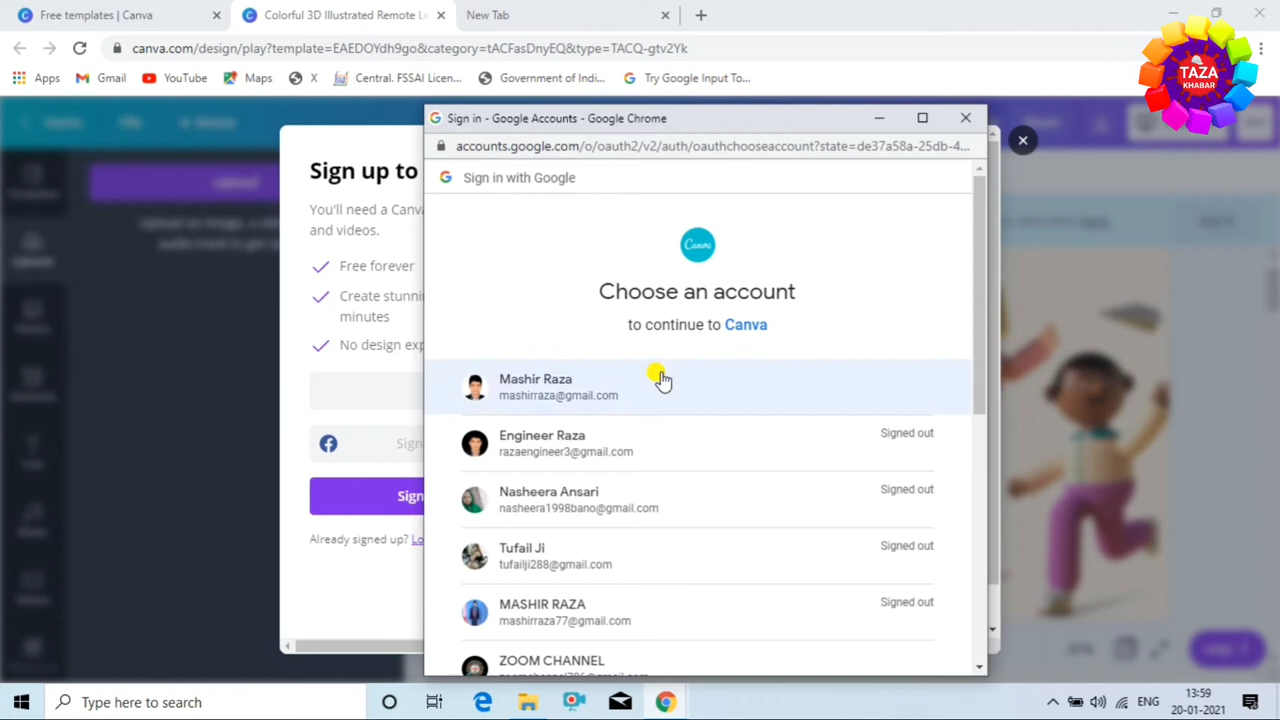 Free templates | Canva
Colorful 3D Illustrated Remote Le
New Tab
canva.com/design/play?template=EAEDOYdh9go&category=tACFasDnyEQ&type=TACQ-gtv2Yk
Apps
Gmail
YouTube
Maps
X
Central. FSSAI Licen...
Government of Indi...
Try Google Input To...
TAZA
KHABAR
Sign in - Google Accounts - Google Chrome
accounts.google.com/o/oauth2/v2/auth/oauthchooseaccount?state=de37a58a-25db-4...
Sign in with Google
Sign up to
You'll need a Canva
and videos.
Free forever
Create stunni
minutes
No design exp
Sign
Sign
Already signed up? Lo
Upload
Canva
Choose an account
to continue to Canva
Mashir Raza
mashirraza@gmail.com
Engineer Raza
razaengineer3@gmail.com
Signed out
Nasheera Ansari
nasheera1998bano@gmail.com
Signed out
Tufail Ji
tufailji288@gmail.com
Signed out
MASHIR RAZA
mashirraza77@gmail.com
Signed out
ZOOM CHANNEL
Type here to search
ENG
13:59
20-01-2021